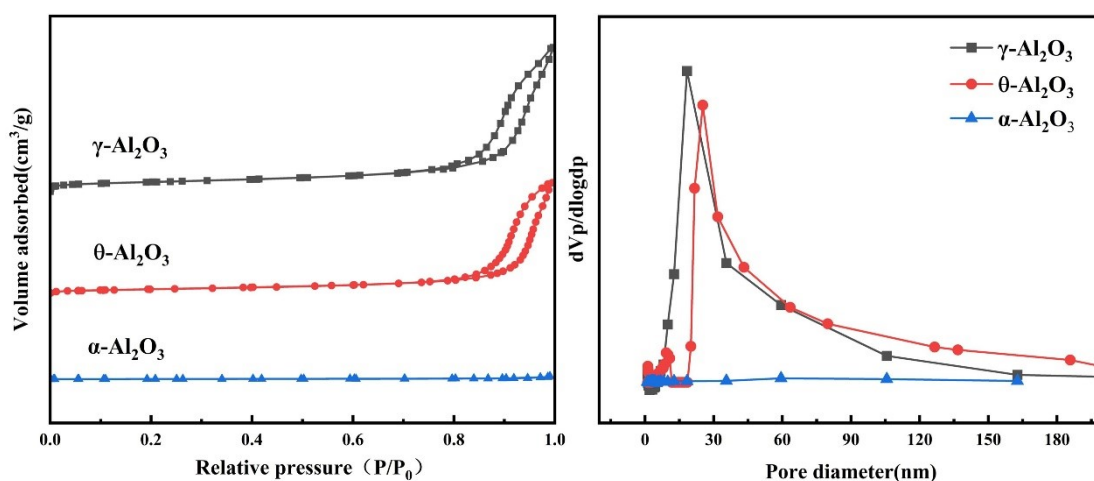 Volume adsorbed(cm³/g)
γ-Al₂O₃
θ-Al₂O₃
α-Al₂O₃
0.0 0.2 0.4 0.6 0.8 1.0
Relative pressure（P/P₀）
dVp/dlogdp
γ-Al₂O₃
θ-Al₂O₃
α-Al₂O₃
0 30 60 90 120 150 180
Pore diameter(nm)